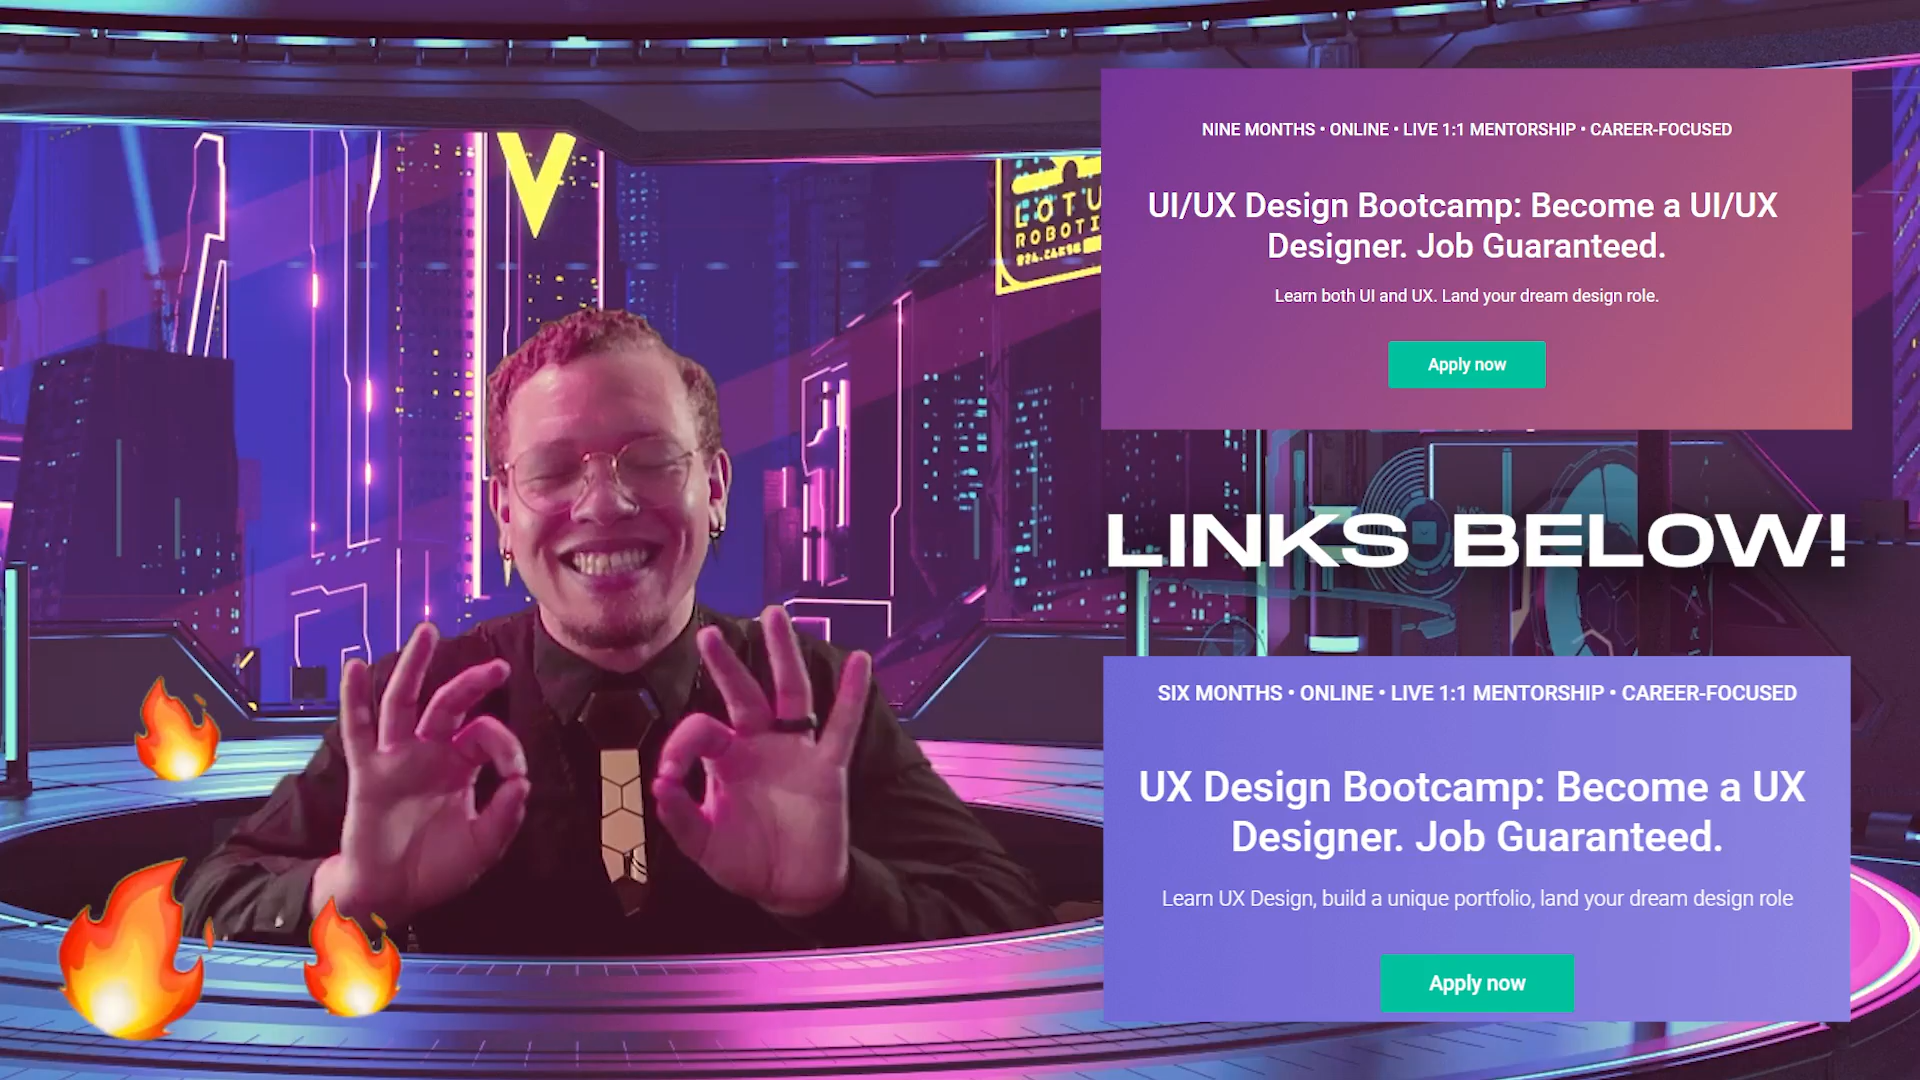 LOTU
ROBOTI
NINE MONTHS • ONLINE • LIVE 1:1 MENTORSHIP • CAREER-FOCUSED
UI/UX Design Bootcamp: Become a UI/UX
Designer. Job Guaranteed.
Learn both UI and UX. Land your dream design role.
Apply now
LINKS BELOW!
SIX MONTHS • ONLINE • LIVE 1:1 MENTORSHIP • CAREER-FOCUSED
UX Design Bootcamp: Become a UX
Designer. Job Guaranteed.
Learn UX Design, build a unique portfolio, land your dream design role
Apply now